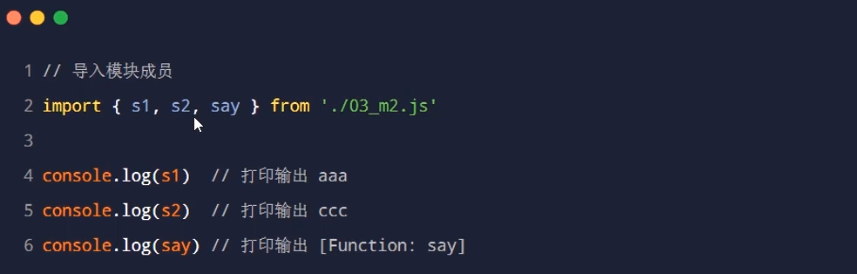 1 // 导入模块成员
2 import { s1, s2, say } from './03_m2.js'
3
4 console.log(s1)  // 打印输出 aaa
5 console.log(s2)  // 打印输出 ccc
6 console.log(say) // 打印输出 [Function: say]